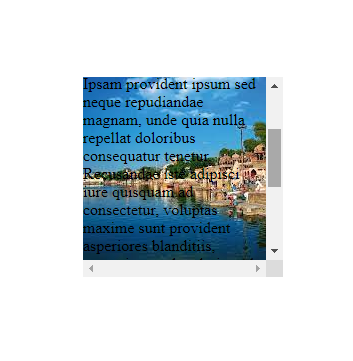 Ipsam provident ipsum sed
neque repudiandae
magnam, unde quia nulla
repellat doloribus
consequatur tenetur.
Recusandae iste adipisci
iure quisquam ad
consectetur, voluptas
maxime sunt provident
asperiores blanditiis,